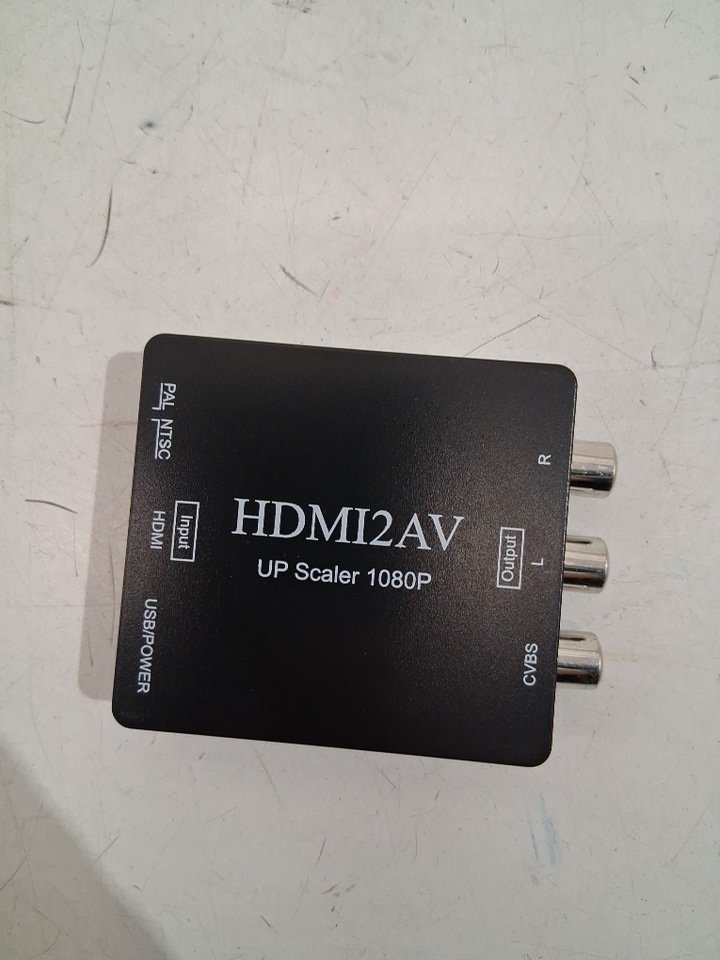 PAL NTSC
Input
HDMI
USB/POWER
HDMI2AV
UP Scaler 1080P
R
Output
L
CVBS